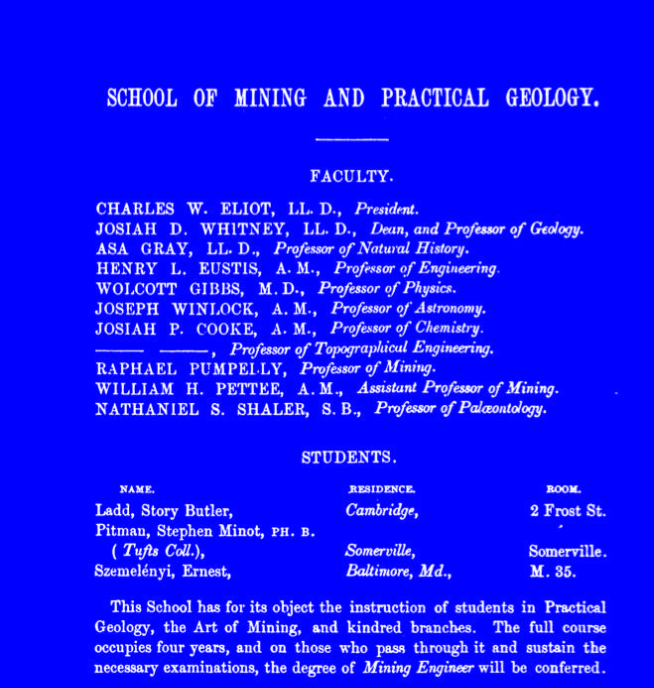 SCHOOL OF MINING AND PRACTICAL GEOLOGY.
FACULTY.
CHARLES W. ELIOT, LL. D., President.
JOSIAH D. WHITNEY, LL. D., Dean, and Professor of Geology.
ASA GRAY, LL. D., Professor of Natural History.
HENRY L. EUSTIS, A. M., Professor of Engineering.
WOLCOTT GIBBS, M. D., Professor of Physics.
JOSEPH WINLOCK, A. M., Professor of Astronomy.
JOSIAH P. COOKE, A. M., Professor of Chemistry.
—— ——, Professor of Topographical Engineering.
RAPHAEL PUMPELLY, Professor of Mining.
WILLIAM H. PETTEE, A. M., Assistant Professor of Mining.
NATHANIEL S. SHALER, S. B., Professor of Palæontology.
STUDENTS.
NAME. RESIDENCE. ROOM.
Ladd, Story Butler, Cambridge, 2 Frost St.
Pitman, Stephen Minot, PH. B.
( Tufts Coll.), Somerville, Somerville.
Szemelényi, Ernest, Baltimore, Md., M. 35.
This School has for its object the instruction of students in Practical
Geology, the Art of Mining, and kindred branches. The full course
occupies four years, and on those who pass through it and sustain the
necessary examinations, the degree of Mining Engineer will be conferred.